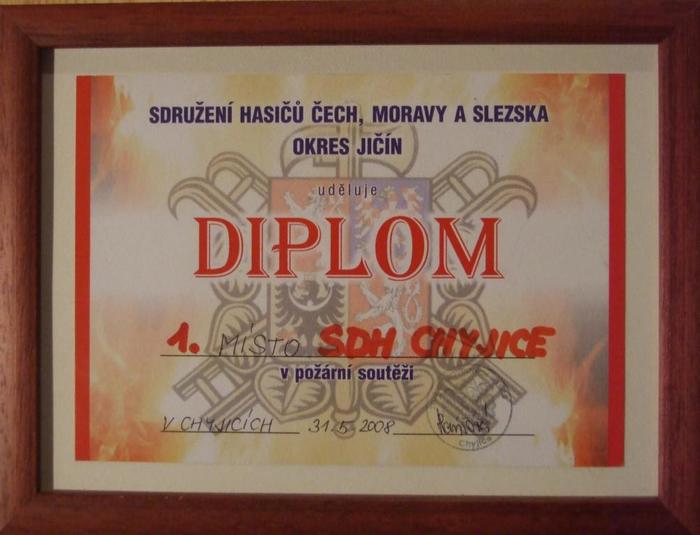 SDRUŽENÍ HASIČŮ ČECH, MORAVY A SLEZSKA
OKRES JIČÍN
uděluje
DIPLOM
1. MÍSTO SDH CHYJICE
v požární soutěži
V CHYJICÍCH 31.5.2008
Chyjice